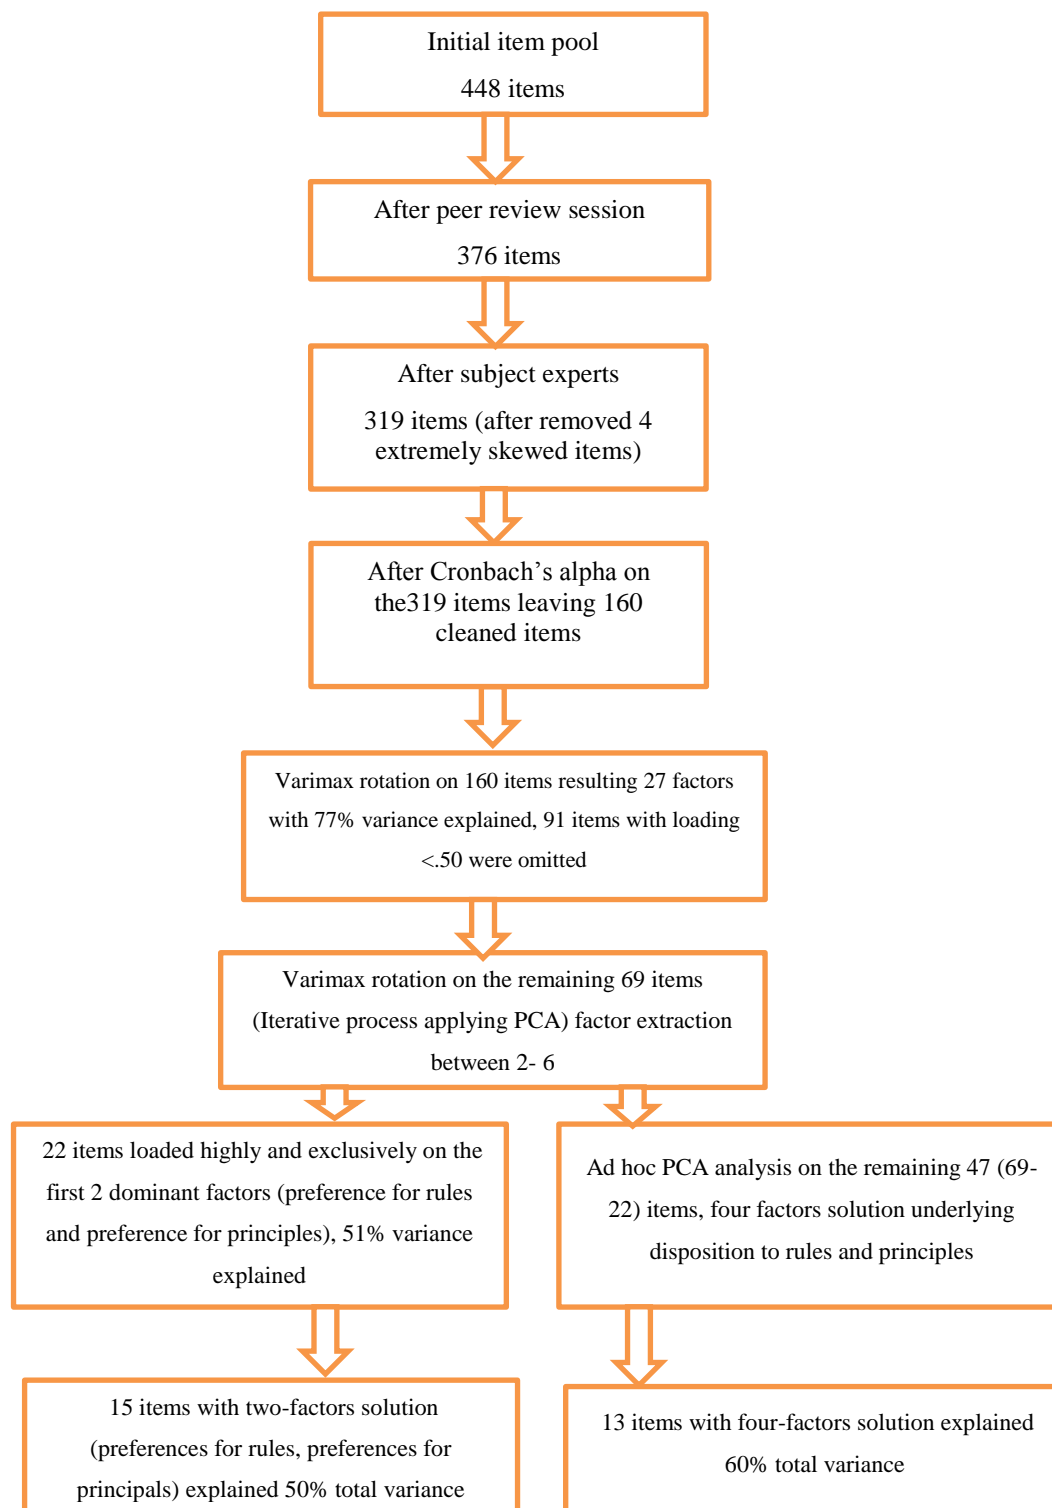 Initial item pool
448 items
After peer review session
376 items
After subject experts
319 items (after removed 4
extremely skewed items)
After Cronbach’s alpha on
the319 items leaving 160
cleaned items
Varimax rotation on 160 items resulting 27 factors
with 77% variance explained, 91 items with loading
<.50 were omitted
Varimax rotation on the remaining 69 items
(Iterative process applying PCA) factor extraction
between 2- 6
22 items loaded highly and exclusively on the
first 2 dominant factors (preference for rules
and preference for principles), 51% variance
explained
Ad hoc PCA analysis on the remaining 47 (69-
22) items, four factors solution underlying
disposition to rules and principles
15 items with two-factors solution
(preferences for rules, preferences for
principals) explained 50% total variance
13 items with four-factors solution explained
60% total variance